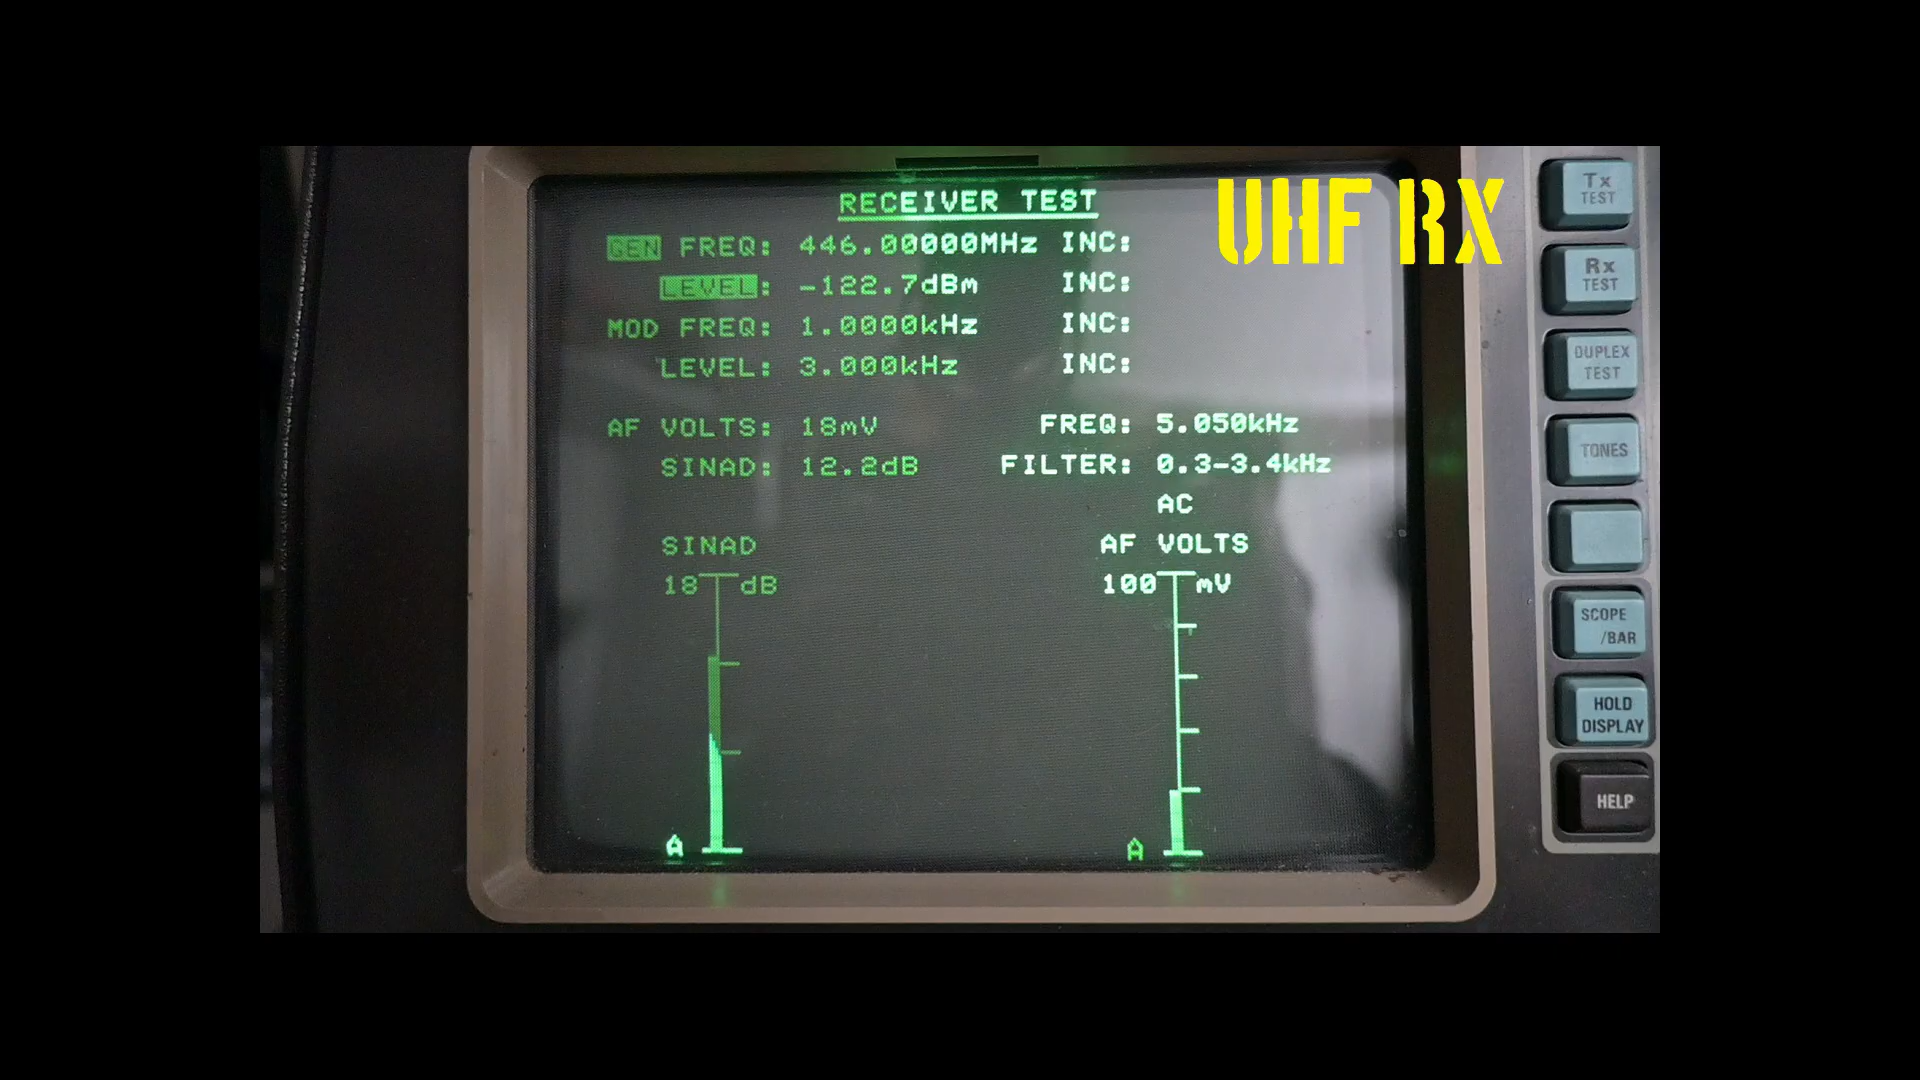 RECEIVER TEST
UHF RX
GEN FREQ: 446.00000MHz INC:
LEVEL: -122.7dBm INC:
MOD FREQ: 1.0000kHz INC:
LEVEL: 3.000kHz INC:
AF VOLTS: 18mV FREQ: 5.050kHz
SINAD: 12.2dB FILTER: 0.3-3.4kHz
AC
SINAD AF VOLTS
18 dB 100 mV
A A
Tx
TEST
Rx
TEST
DUPLEX
TEST
TONES
SCOPE
/BAR
HOLD
DISPLAY
HELP